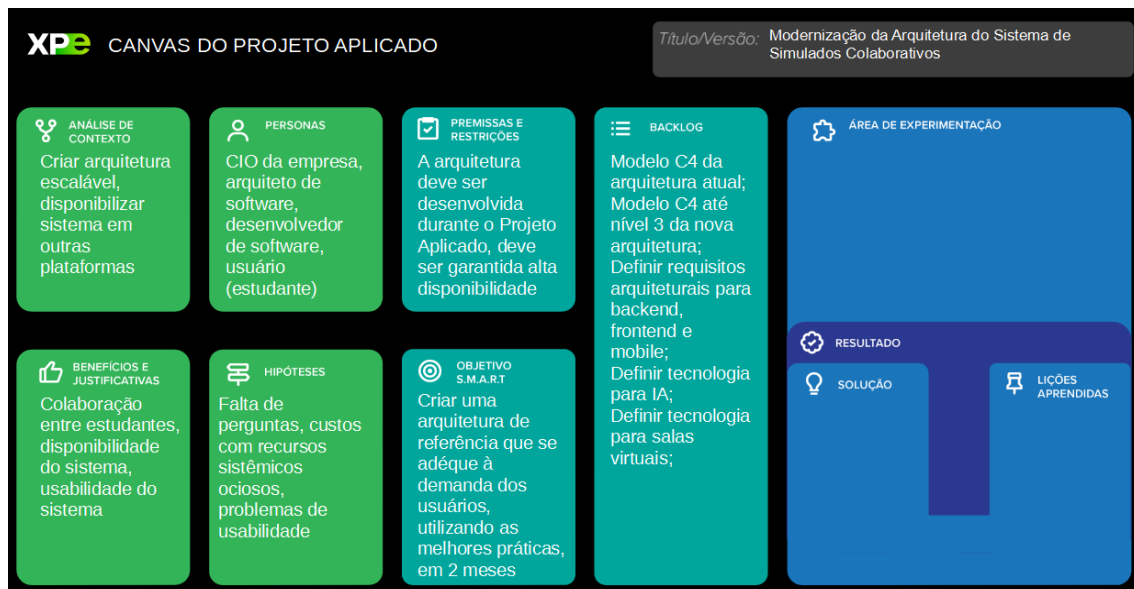 XPe CANVAS DO PROJETO APLICADO
Título/Versão: Modernização da Arquitetura do Sistema de
Simulados Colaborativos
ANÁLISE DE
CONTEXTO
Criar arquitetura
escalável,
disponibilizar
sistema em
outras
plataformas
PERSONAS
CIO da empresa,
arquiteto de
software,
desenvolvedor
de software,
usuário
(estudante)
PREMISSAS E
RESTRIÇÕES
A arquitetura
deve ser
desenvolvida
durante o Projeto
Aplicado, deve
ser garantida alta
disponibilidade
BACKLOG
Modelo C4 da
arquitetura atual;
Modelo C4 até
nível 3 da nova
arquitetura;
Definir requisitos
arquiteturais para
backend,
frontend e
mobile;
Definir tecnologia
para IA;
Definir tecnologia
para salas
virtuais;
ÁREA DE EXPERIMENTAÇÃO
BENEFÍCIOS E
JUSTIFICATIVAS
Colaboração
entre estudantes,
disponibilidade
do sistema,
usabilidade do
sistema
HIPÓTESES
Falta de
perguntas, custos
com recursos
sistêmicos
ociosos,
problemas de
usabilidade
OBJETIVO
S.M.A.R.T
Criar uma
arquitetura de
referência que se
adéque à
demanda dos
usuários,
utilizando as
melhores práticas,
em 2 meses
RESULTADO
SOLUÇÃO
LIÇÕES
APRENDIDAS